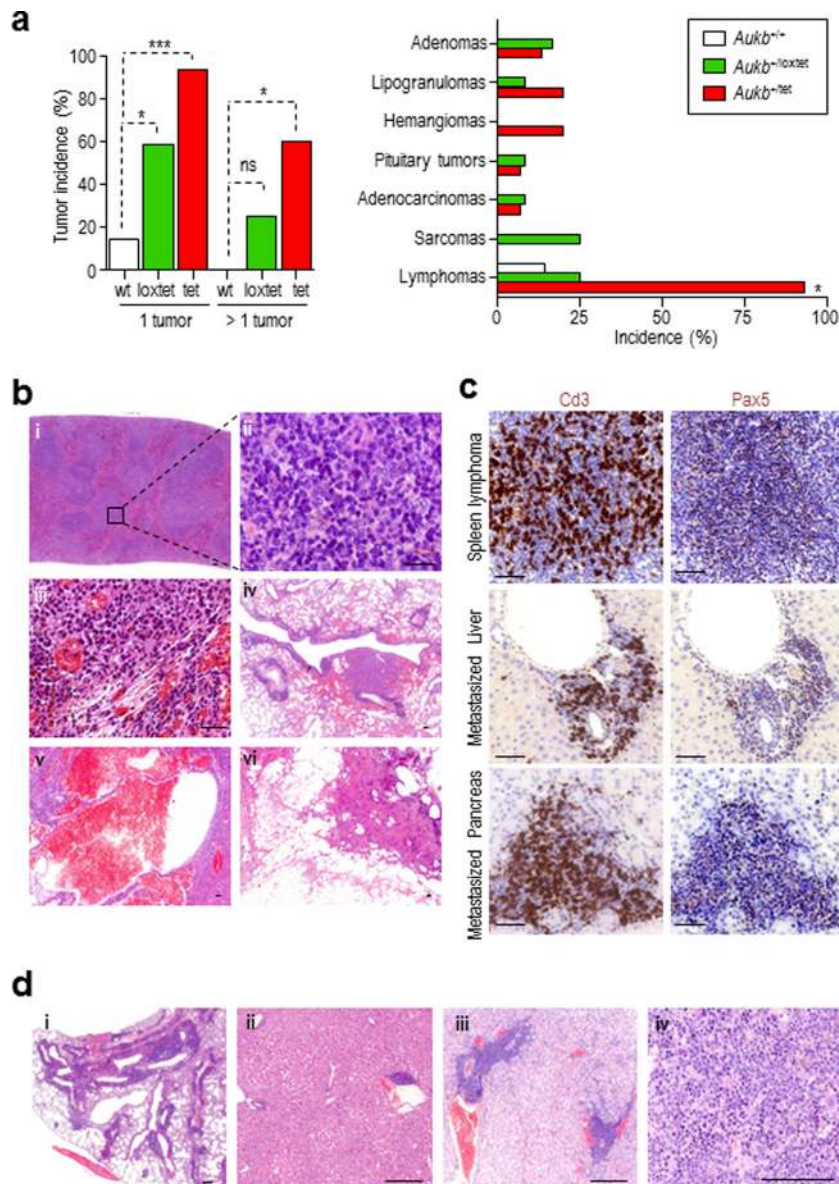 a
Tumor incidence (%)
100
80
60
40
20
0
***
*
*
ns
wt loxtet tet wt loxtet tet
1 tumor > 1 tumor
Adenomas
Lipogranulomas
Hemangiomas
Pituitary tumors
Adenocarcinomas
Sarcomas
Lymphomas
*
0 25 50 75 100
Incidence (%)
Aukb+/+
Aukb+/loxtet
Aukb+/tet
b
i
ii
iii
iv
v
vi
c
Cd3 Pax5
Spleen lymphoma
Metastasized Liver
Metastasized Pancreas
d
i ii iii iv